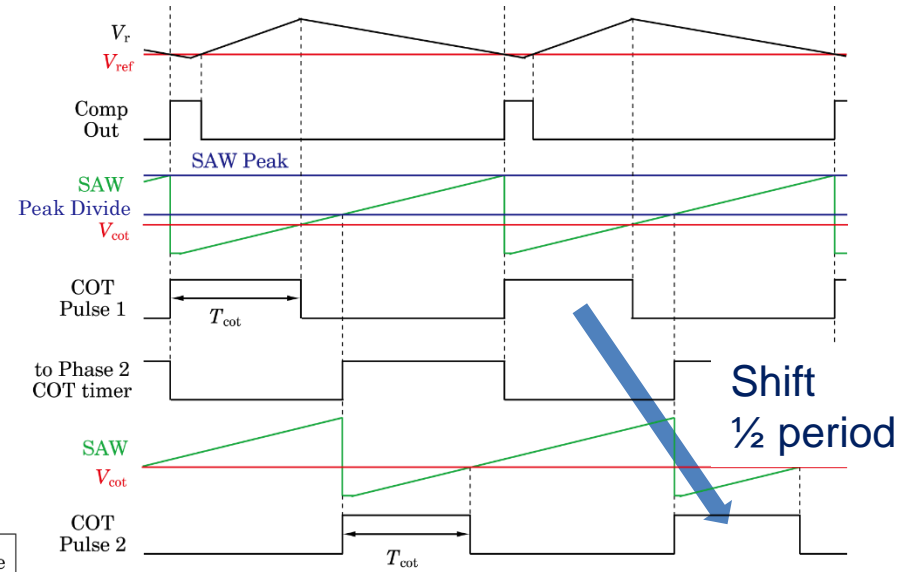 Vr
Vref
Comp
Out
SAW Peak
SAW
Peak Divide
Vcot
COT
Pulse 1
Tcot
to Phase 2
COT timer
Shift
½ period
SAW
Vcot
COT
Pulse 2
Tcot
e